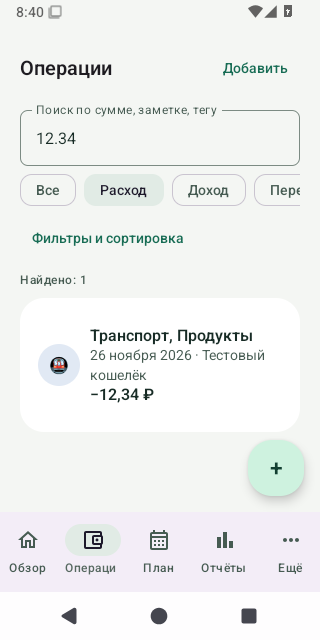 8:40
Операции
Добавить
Поиск по сумме, заметке, тегу
12.34
Все
Расход
Доход
Пере
Фильтры и сортировка
Найдено: 1
Транспорт, Продукты
26 ноября 2026 · Тестовый
кошелёк
−12,34 ₽
+
Обзор
Операци
План
Отчёты
Ещё